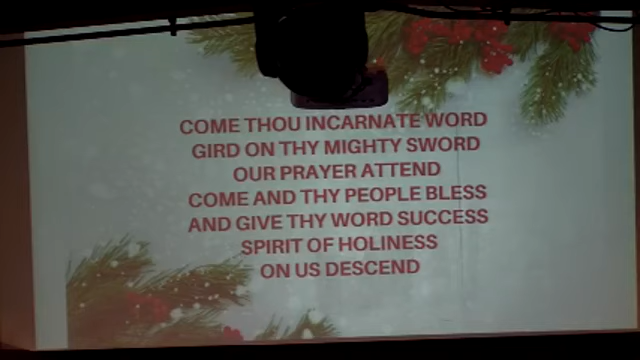 COME THOU INCARNATE WORD
GIRD ON THY MIGHTY SWORD
OUR PRAYER ATTEND
COME AND THY PEOPLE BLESS
AND GIVE THY WORD SUCCESS
SPIRIT OF HOLINESS
ON US DESCEND